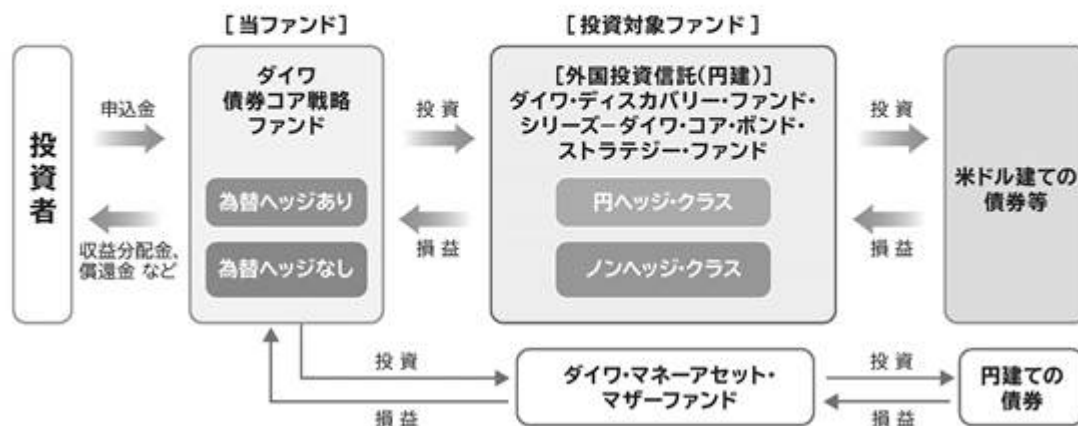 [当ファンド]
[投資対象ファンド]
投資者
申込金
収益分配金、
償還金 など
ダイワ
債券コア戦略
ファンド
為替ヘッジあり
為替ヘッジなし
投資
損益
[外国投資信託(円建)]
ダイワ・ディスカバリー・ファンド・
シリーズ−ダイワ・コア・ボンド・
ストラテジー・ファンド
円ヘッジ・クラス
ノンヘッジ・クラス
投資
損益
米ドル建ての
債券等
投資
損益
ダイワ・マネーアセット・
マザーファンド
投資
損益
円建ての
債券